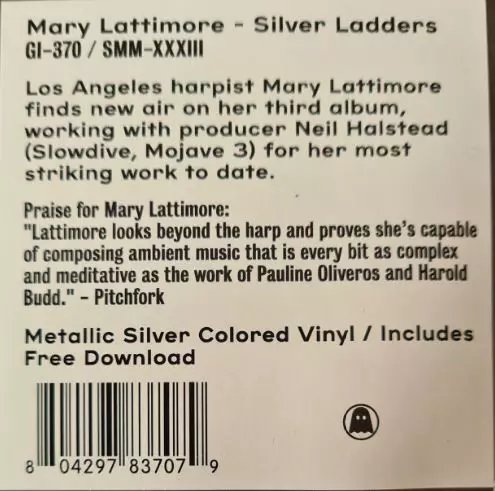 Mary Lattimore - Silver Ladders
GI-370 / SMM-XXXIII
Los Angeles harpist Mary Lattimore
finds new air on her third album,
working with producer Neil Halstead
(Slowdive, Mojave 3) for her most
striking work to date.
Praise for Mary Lattimore:
"Lattimore looks beyond the harp and proves she's capable
of composing ambient music that is every bit as complex
and meditative as the work of Pauline Oliveros and Harold
Budd." - Pitchfork
Metallic Silver Colored Vinyl / Includes
Free Download
8 04297 83707 9